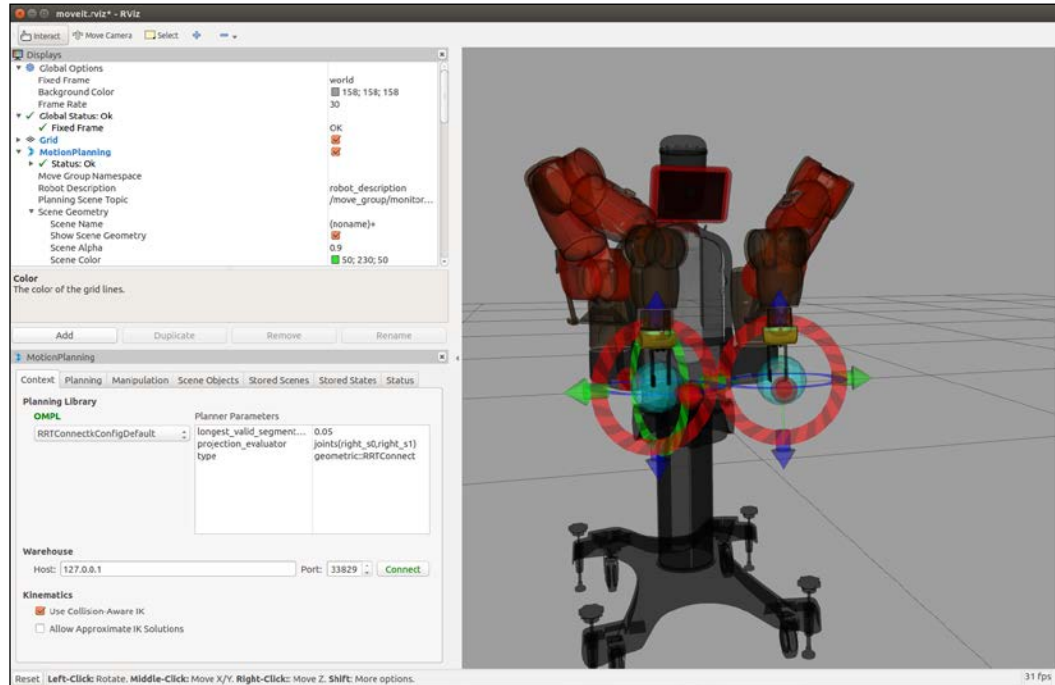 moveit.rviz* - RViz
Interact Move Camera Select
Displays
Global Options
Fixed Frame world
Background Color 158; 158; 158
Frame Rate 30
Global Status: Ok
Fixed Frame OK
Grid
MotionPlanning
Status: Ok
Move Group Namespace
Robot Description robot_description
Planning Scene Topic /move_group/monitor...
Scene Geometry
Scene Name (noname)+
Show Scene Geometry
Scene Alpha 0.9
Scene Color 50; 230; 50
Color
The color of the grid lines.
Add Duplicate Remove Rename
MotionPlanning
Context Planning Manipulation Scene Objects Stored Scenes Stored States Status
Planning Library
OMPL Planner Parameters
RRTConnectkConfigDefault
longest_valid_segment... 0.05
projection_evaluator joints(right_s0,right_s1)
type geometric::RRTConnect
Warehouse
Host: 127.0.0.1 Port: 33829 Connect
Kinematics
Use Collision-Aware IK
Allow Approximate IK Solutions
Reset Left-Click: Rotate. Middle-Click: Move X/Y. Right-Click:: Move Z. Shift: More options. 31 fps